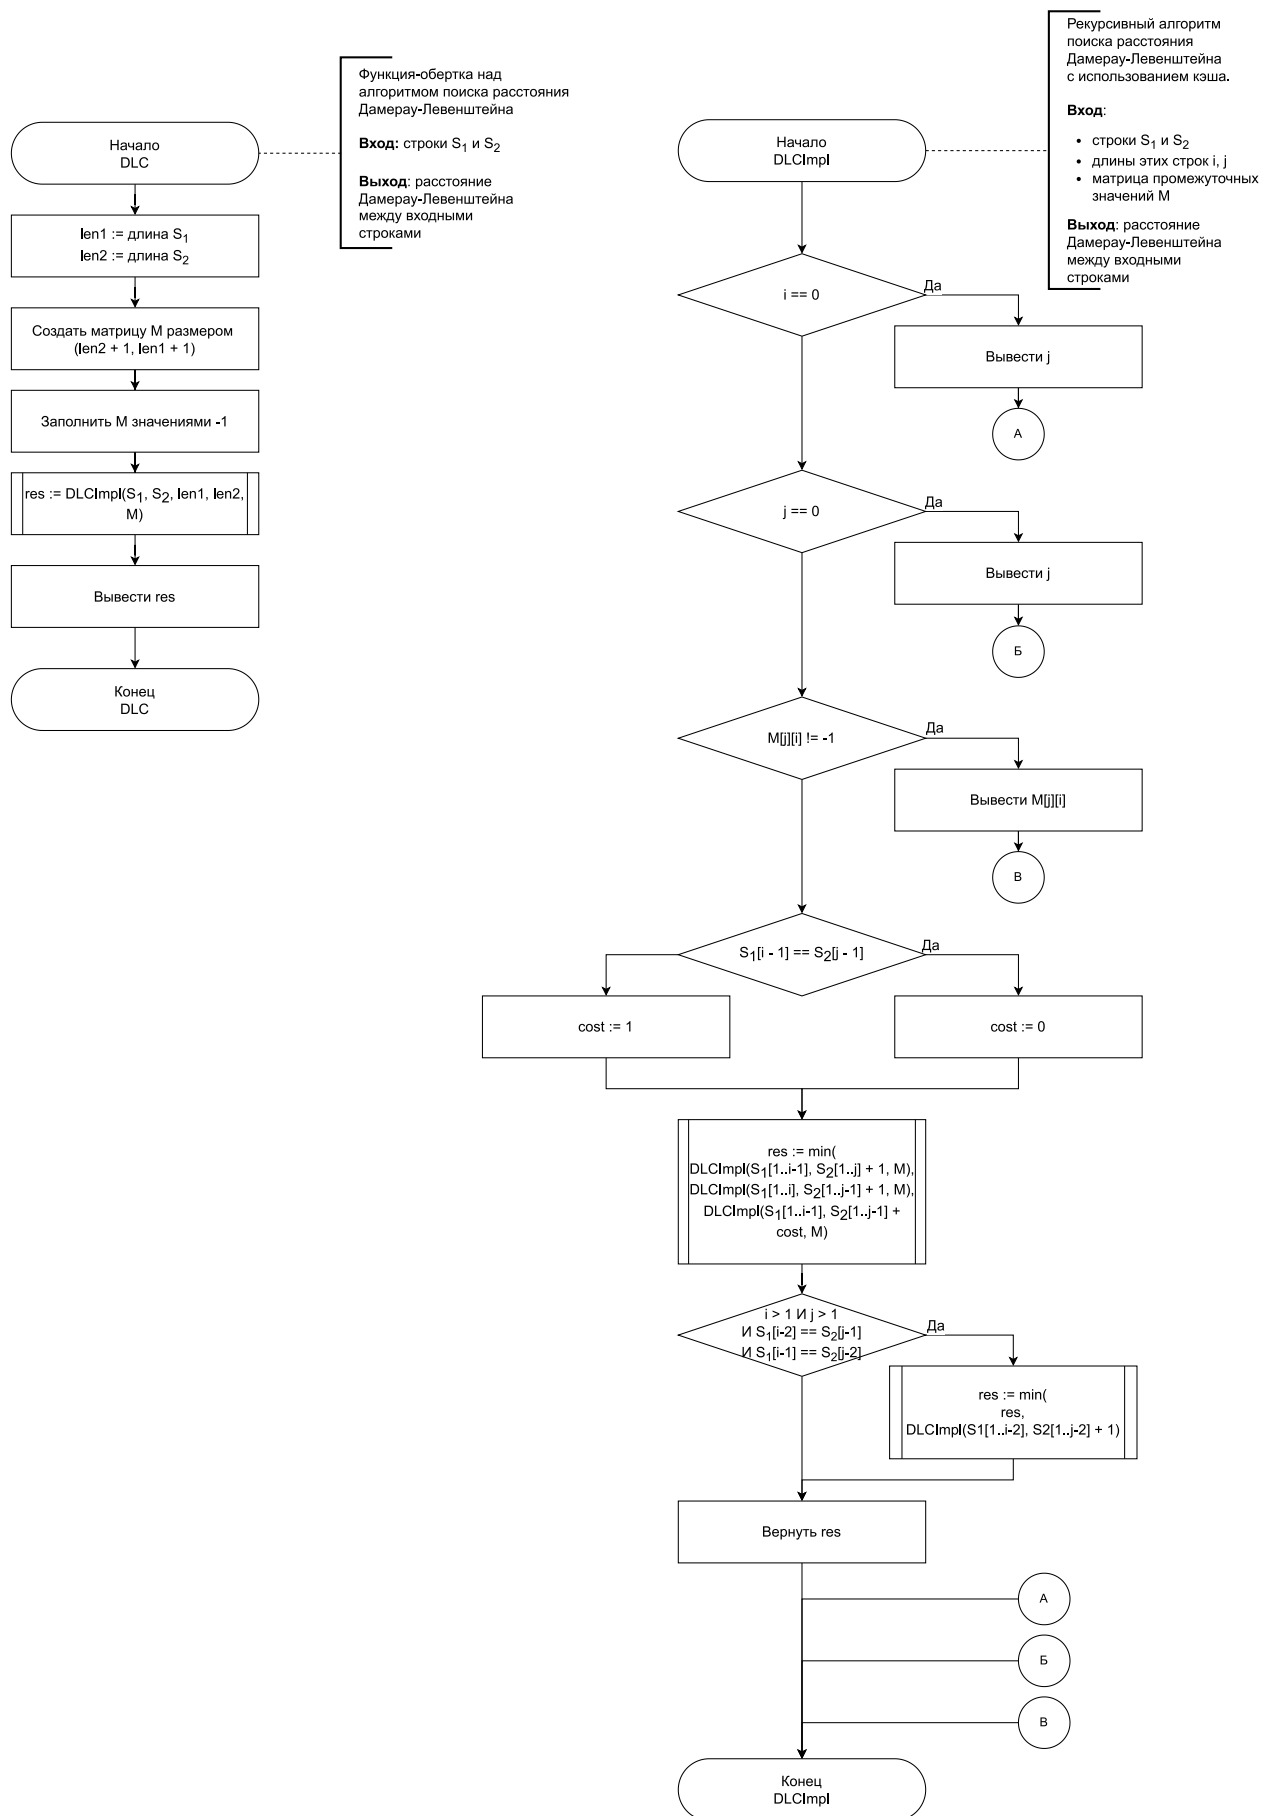 Начало
DLC
Функция-обертка над
алгоритмом поиска расстояния
Дамерау-Левенштейна
Вход: строки S1 и S2
Выход: расстояние
Дамерау-Левенштейна
между входными
строками
len1 := длина S1
len2 := длина S2
Создать матрицу M размером
(len2 + 1, len1 + 1)
Заполнить M значениями -1
res := DLCImpl(S1, S2, len1, len2,
M)
Вывести res
Конец
DLC
Начало
DLCImpl
Рекурсивный алгоритм
поиска расстояния
Дамерау-Левенштейна
с использованием кэша.
Вход:
• строки S1 и S2
• длины этих строк i, j
• матрица промежуточных
значений M
Выход: расстояние
Дамерау-Левенштейна
между входными
строками
i == 0
Да
Вывести j
А
j == 0
Да
Вывести j
Б
M[j][i] != -1
Да
Вывести M[j][i]
В
S1[i - 1] == S2[j - 1]
Да
cost := 1
cost := 0
res := min(
DLCImpl(S1[1..i-1], S2[1..j] + 1, M),
DLCImpl(S1[1..i], S2[1..j-1] + 1, M),
DLCImpl(S1[1..i-1], S2[1..j-1] +
cost, M)
i > 1 И j > 1
И S1[i-2] == S2[j-1]
И S1[i-1] == S2[j-2]
Да
res := min(
res,
DLCImpl(S1[1..i-2], S2[1..j-2] + 1)
Вернуть res
А
Б
В
Конец
DLCImpl